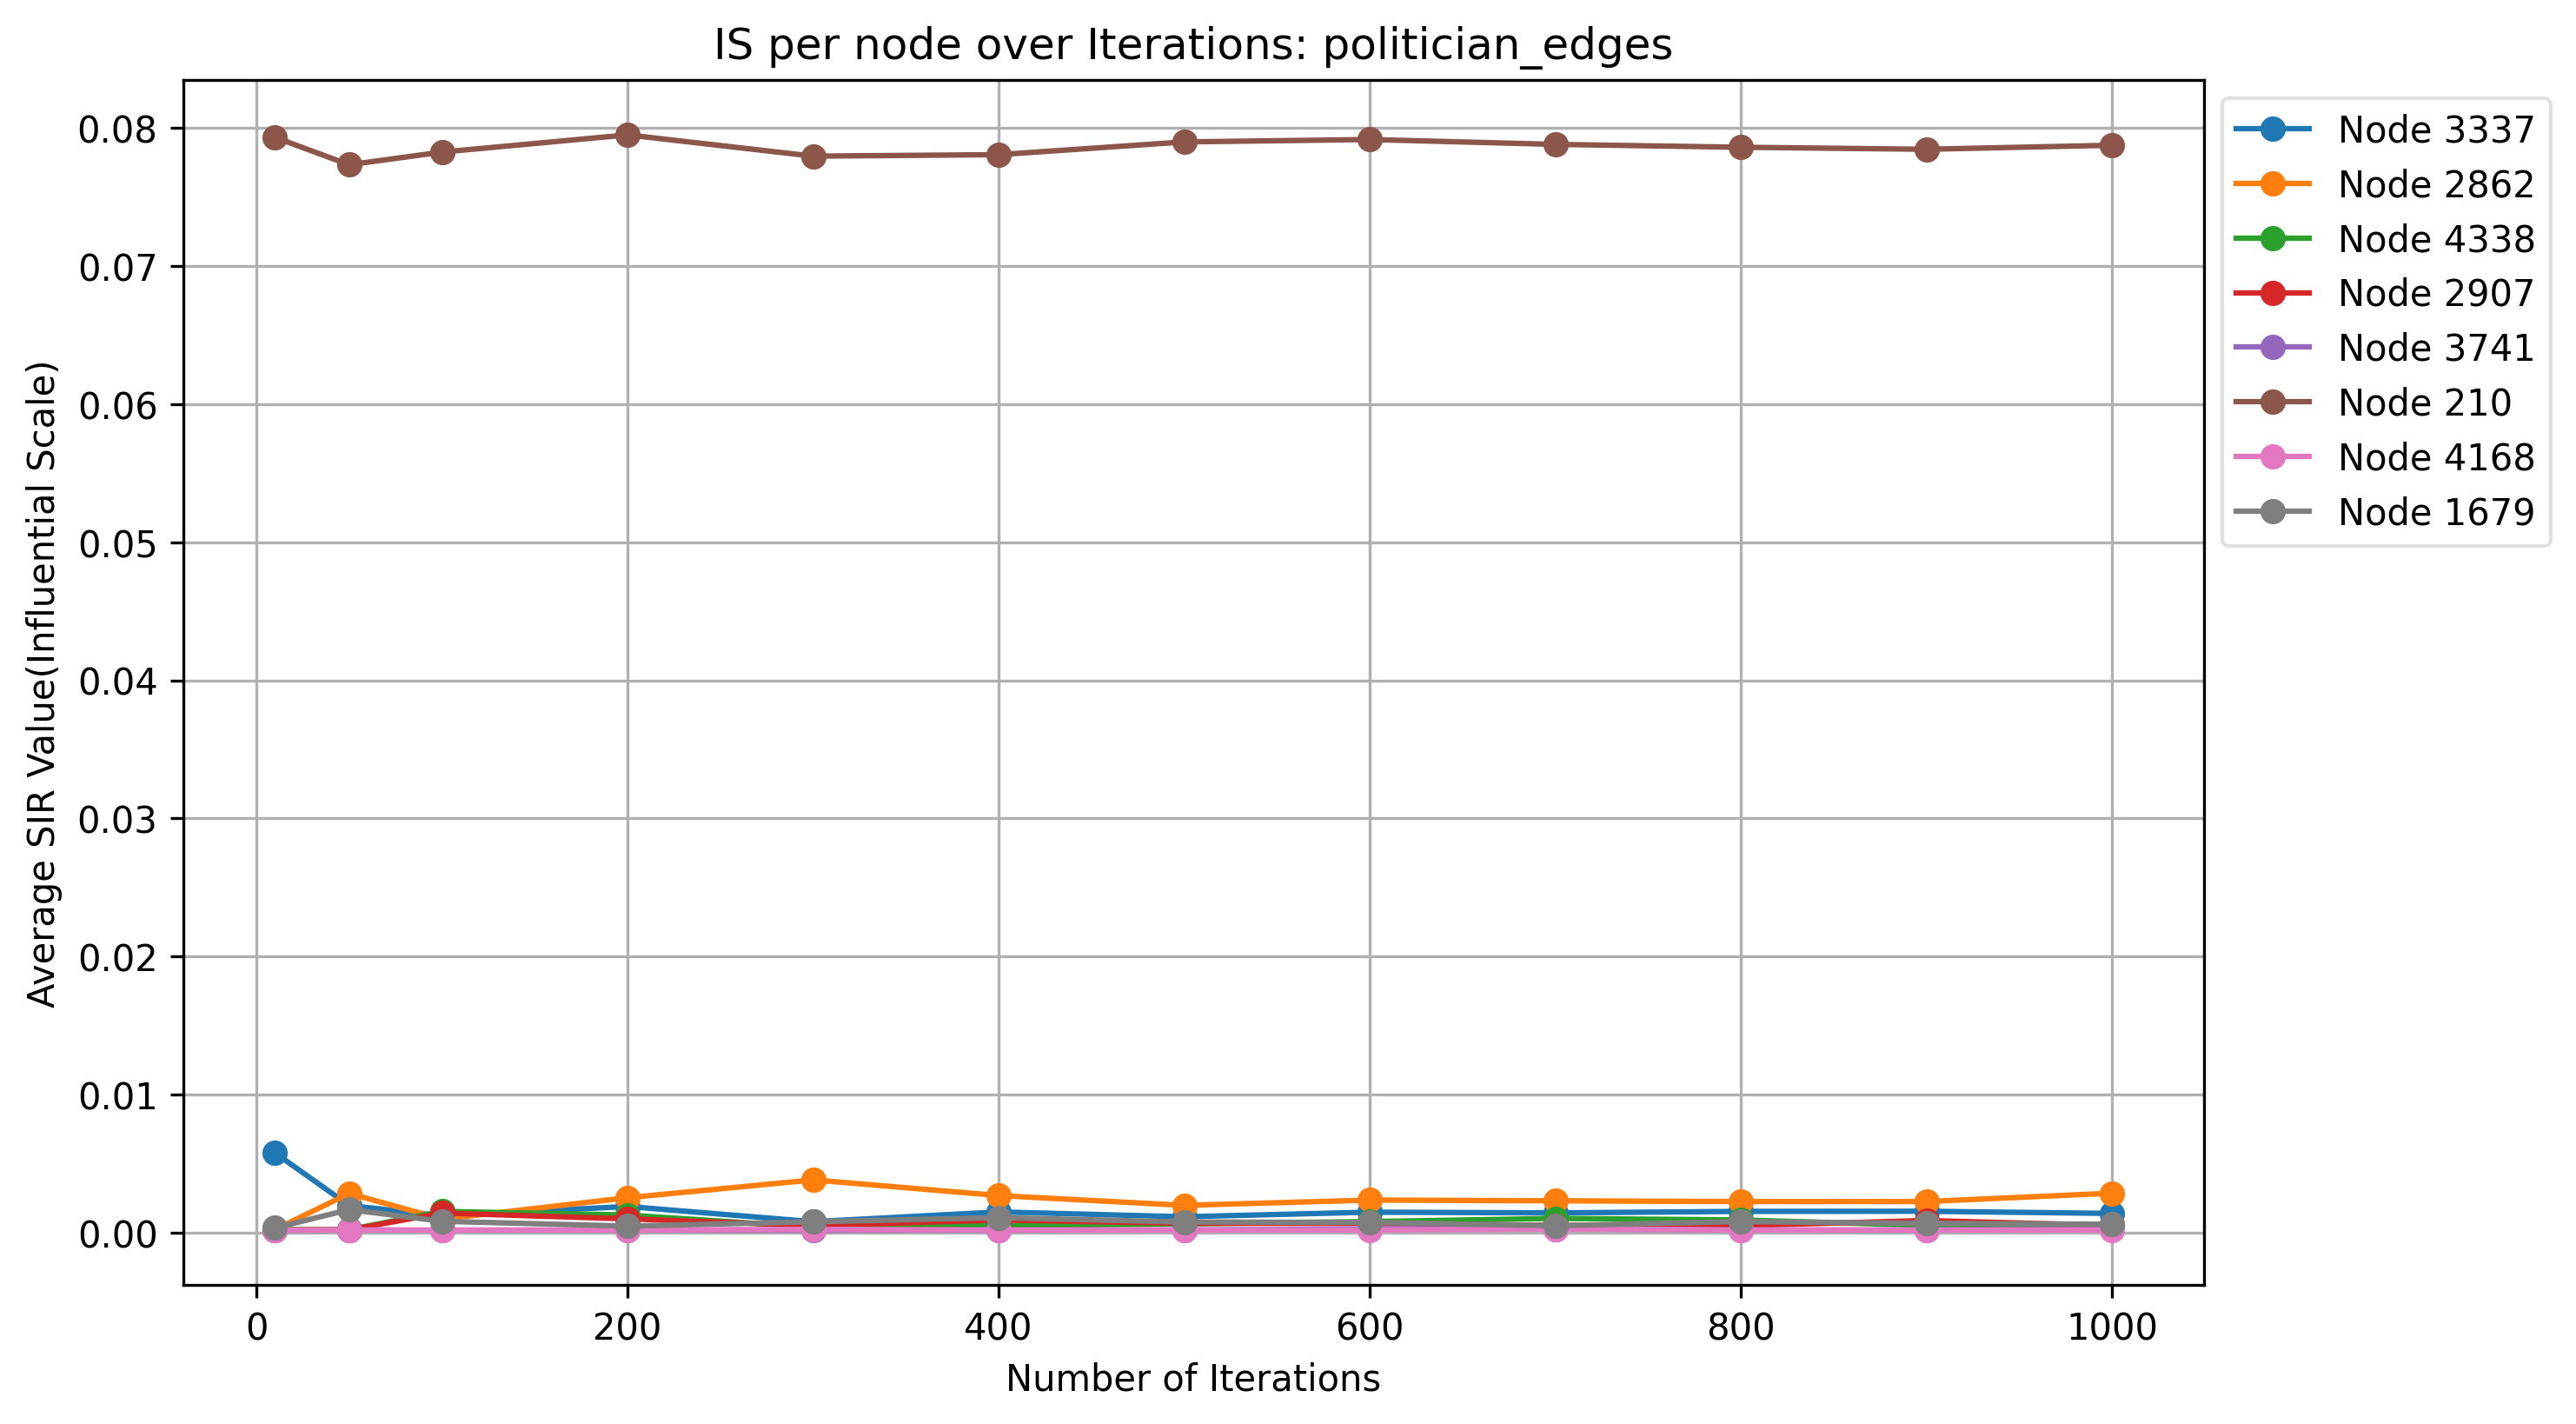 IS per node over Iterations: politician_edges
Average SIR Value(Influential Scale)
0.08
0.07
0.06
0.05
0.04
0.03
0.02
0.01
0.00
0 200 400 600 800 1000
Number of Iterations
Node 3337
Node 2862
Node 4338
Node 2907
Node 3741
Node 210
Node 4168
Node 1679